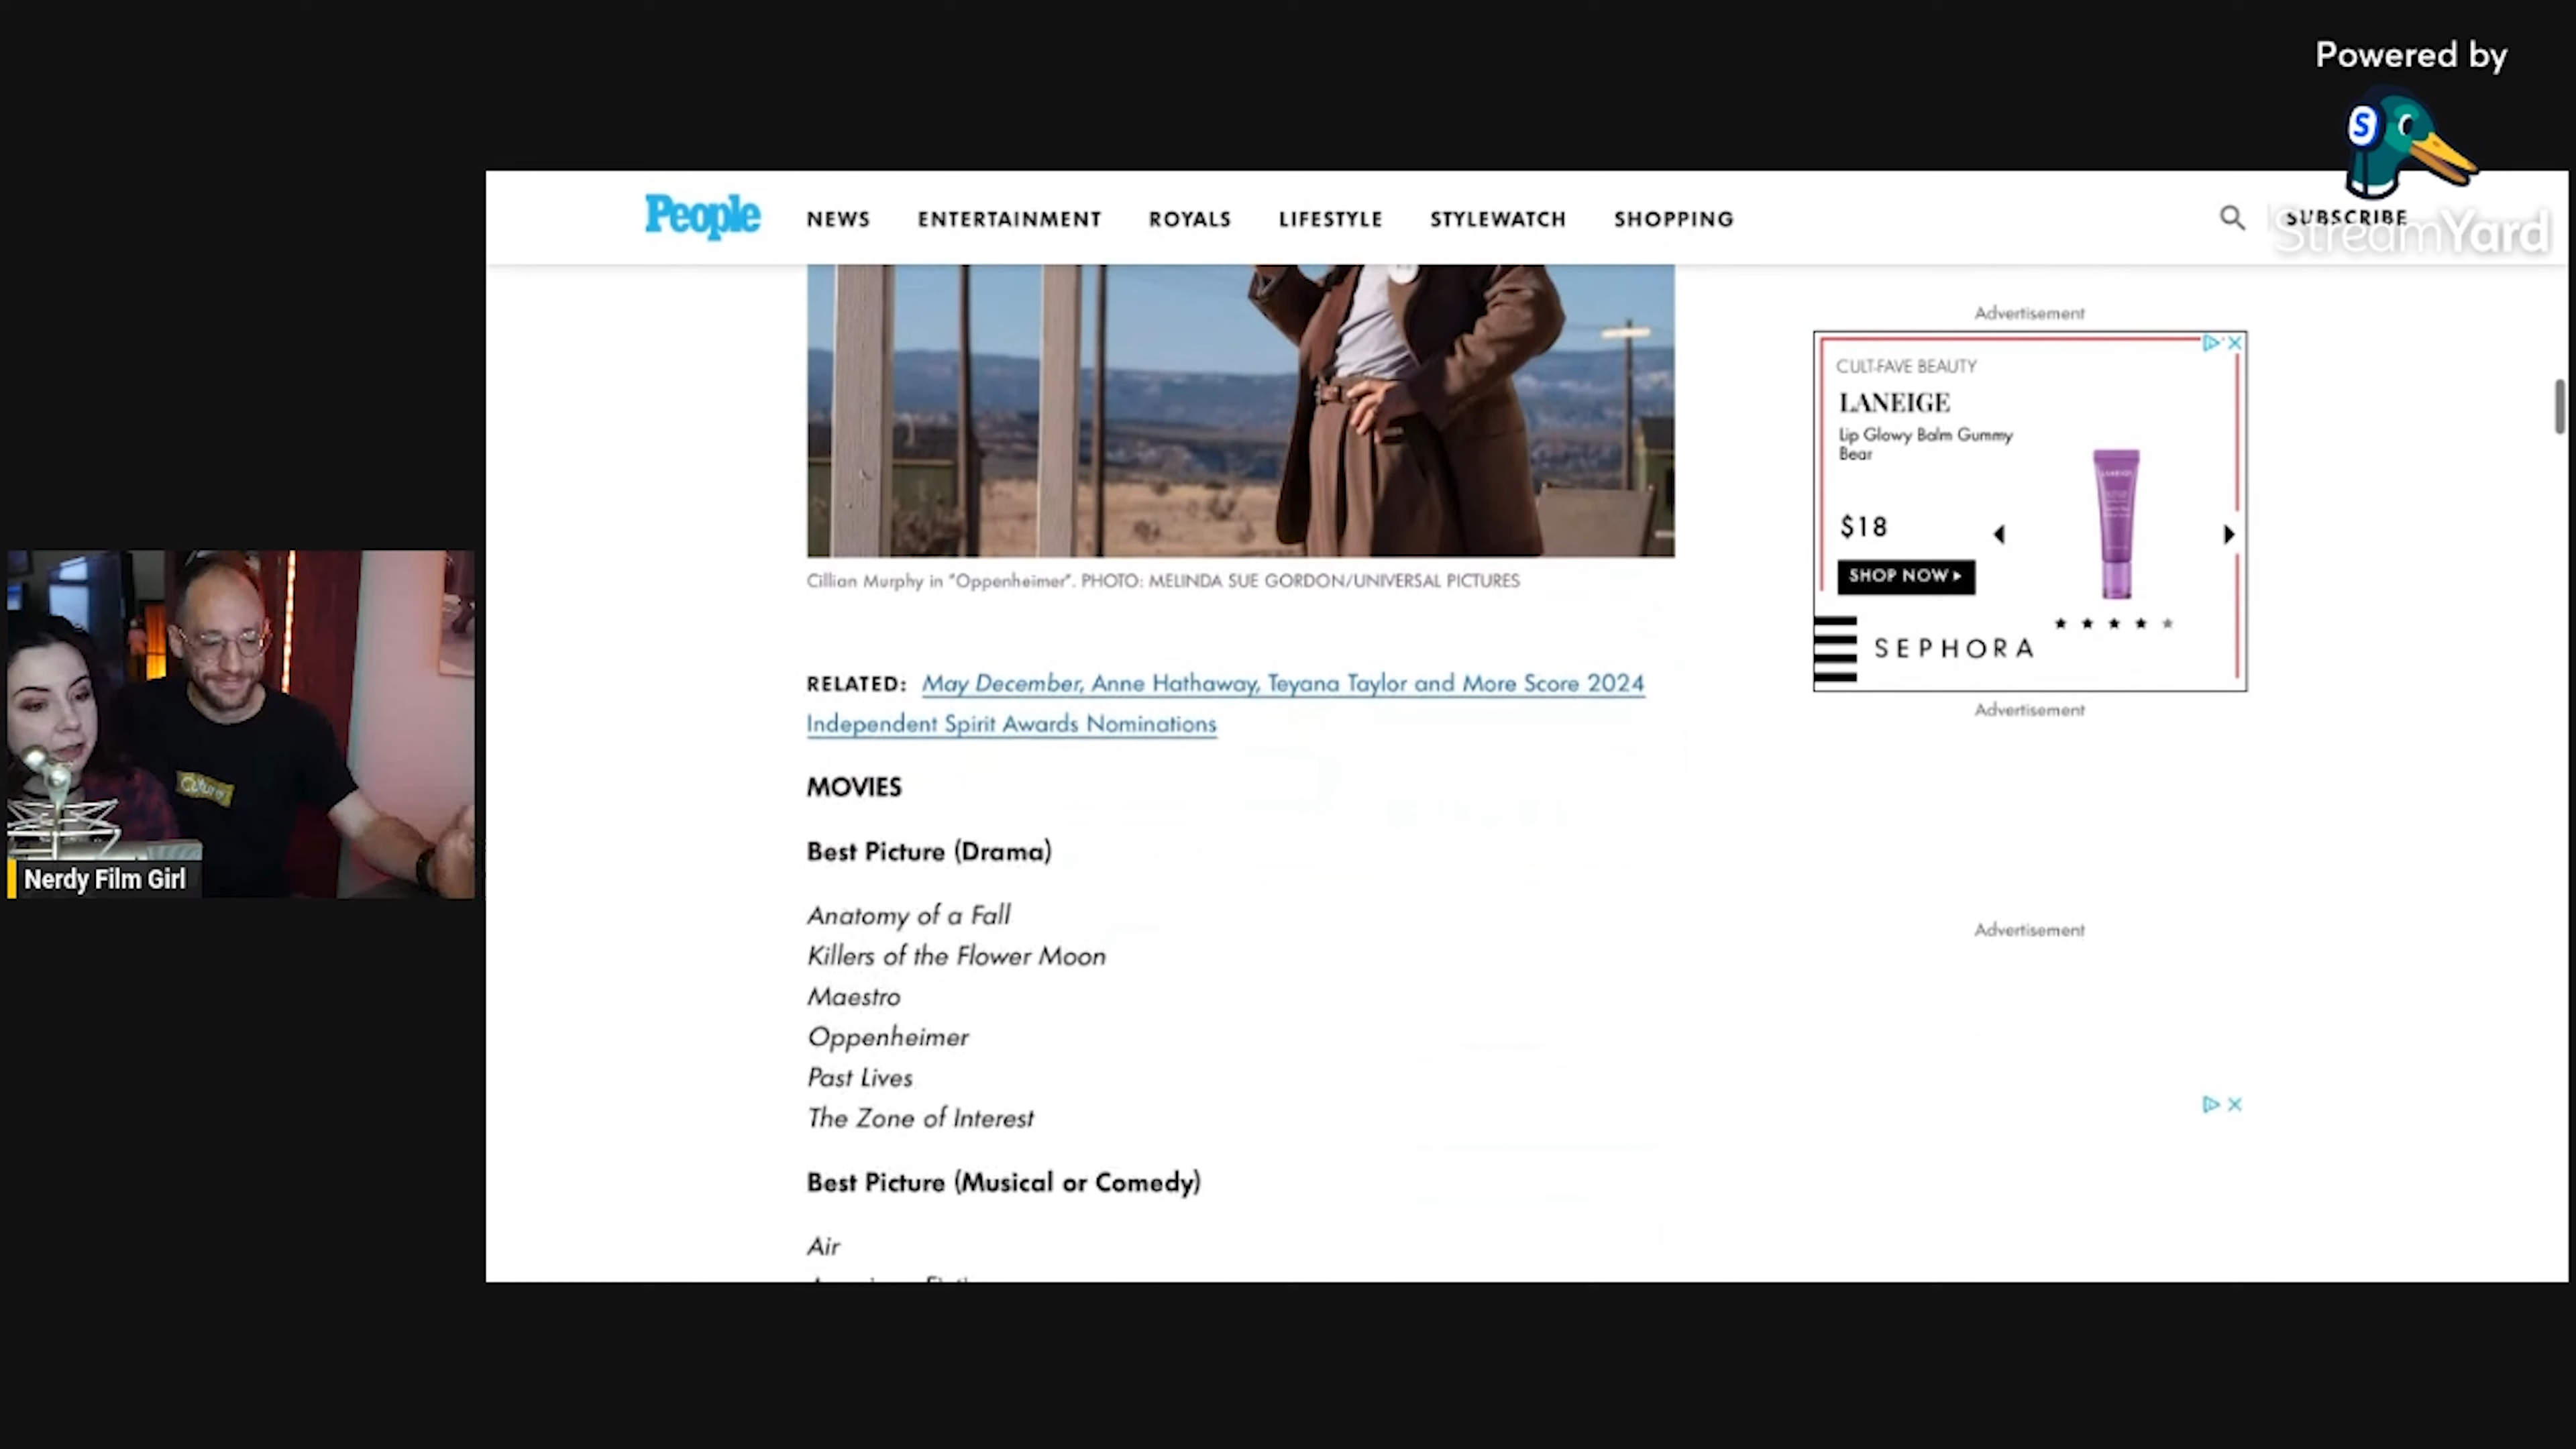 Powered by
StreamYard
People
NEWS
ENTERTAINMENT
ROYALS
LIFESTYLE
STYLEWATCH
SHOPPING
SUBSCRIBE
Cillian Murphy in "Oppenheimer". PHOTO: MELINDA SUE GORDON/UNIVERSAL PICTURES
RELATED: May December, Anne Hathaway, Teyana Taylor and More Score 2024
Independent Spirit Awards Nominations
MOVIES
Best Picture (Drama)
Anatomy of a Fall
Killers of the Flower Moon
Maestro
Oppenheimer
Past Lives
The Zone of Interest
Best Picture (Musical or Comedy)
Air
Advertisement
CULT-FAVE BEAUTY
LANEIGE
Lip Glowy Balm Gummy
Bear
$18
SHOP NOW
SEPHORA
Advertisement
Advertisement
Nerdy Film Girl